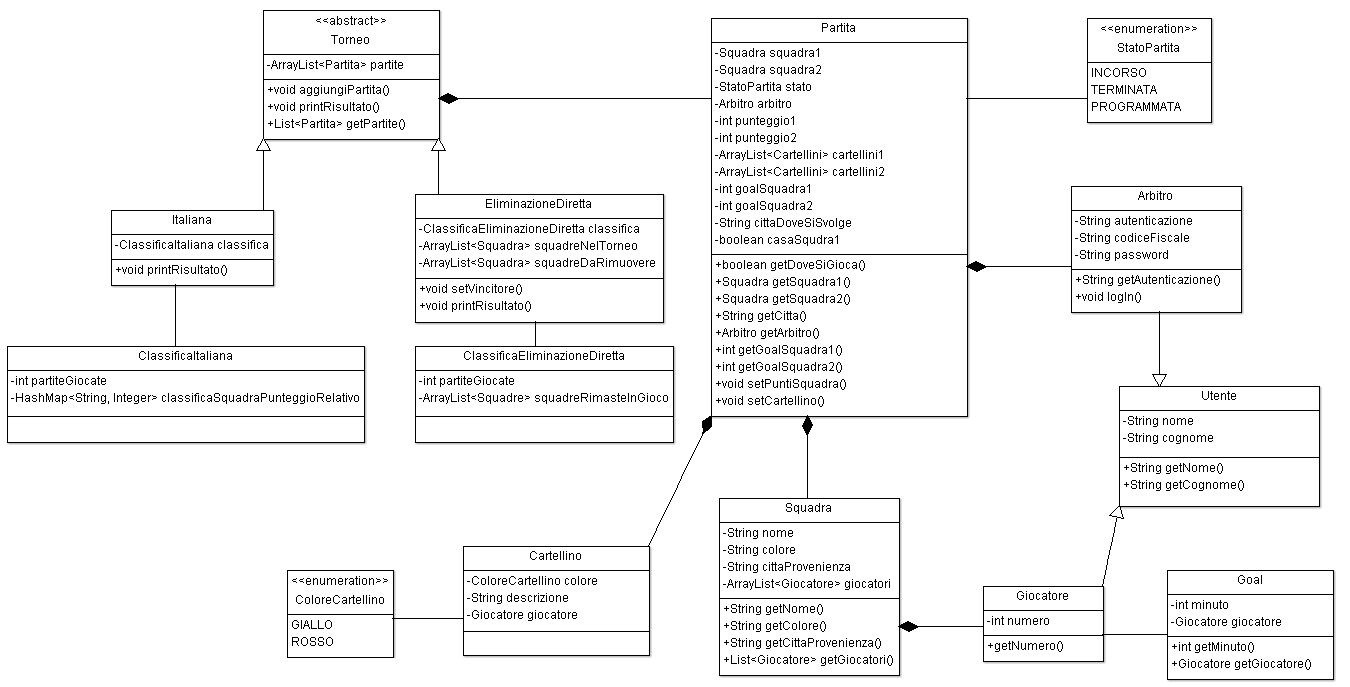 <<abstract>>
Torneo
-ArrayList<Partita> partite
+void aggiungiPartita()
+void printRisultato()
+List<Partita> getPartite()
Partita
-Squadra squadra1
-Squadra squadra2
-StatoPartita stato
-Arbitro arbitro
-int punteggio1
-int punteggio2
-ArrayList<Cartellini> cartellini1
-ArrayList<Cartellini> cartellini2
-int goalSquadra1
-int goalSquadra2
-String cittaDoveSiSvolge
-boolean casaSqudra1
+boolean getDoveSiGioca()
+Squadra getSquadra1()
+Squadra getSquadra2()
+String getCitta()
+Arbitro getArbitro()
+int getGoalSquadra1()
+int getGoalSquadra2()
+void setPuntiSquadra()
+void setCartellino()
<<enumeration>>
StatoPartita
INCORSO
TERMINATA
PROGRAMMATA
Italiana
-ClassificaItaliana classifica
+void printRisultato()
EliminazioneDiretta
-ClassificaEliminazioneDiretta classifica
-ArrayList<Squadra> squadreNelTorneo
-ArrayList<Squadra> squadreDaRimuovere
+void setVincitore()
+void printRisultato()
Arbitro
-String autenticazione
-String codiceFiscale
-String password
+String getAutenticazione()
+void logIn()
ClassificaItaliana
-int partiteGiocate
-HashMap<String, Integer> classificaSquadraPunteggioRelativo
ClassificaEliminazioneDiretta
-int partiteGiocate
-ArrayList<Squadre> squadreRimasteInGioco
Utente
-String nome
-String cognome
+String getNome()
+String getCognome()
Squadra
-String nome
-String colore
-String cittaProvenienza
-ArrayList<Giocatore> giocatori
+String getNome()
+String getColore()
+String getCittaProvenienza()
+List<Giocatore> getGiocatori()
<<enumeration>>
ColoreCartellino
GIALLO
ROSSO
Cartellino
-ColoreCartellino colore
-String descrizione
-Giocatore giocatore
Giocatore
-int numero
+getNumero()
Goal
-int minuto
-Giocatore giocatore
+int getMinuto()
+Giocatore getGiocatore()